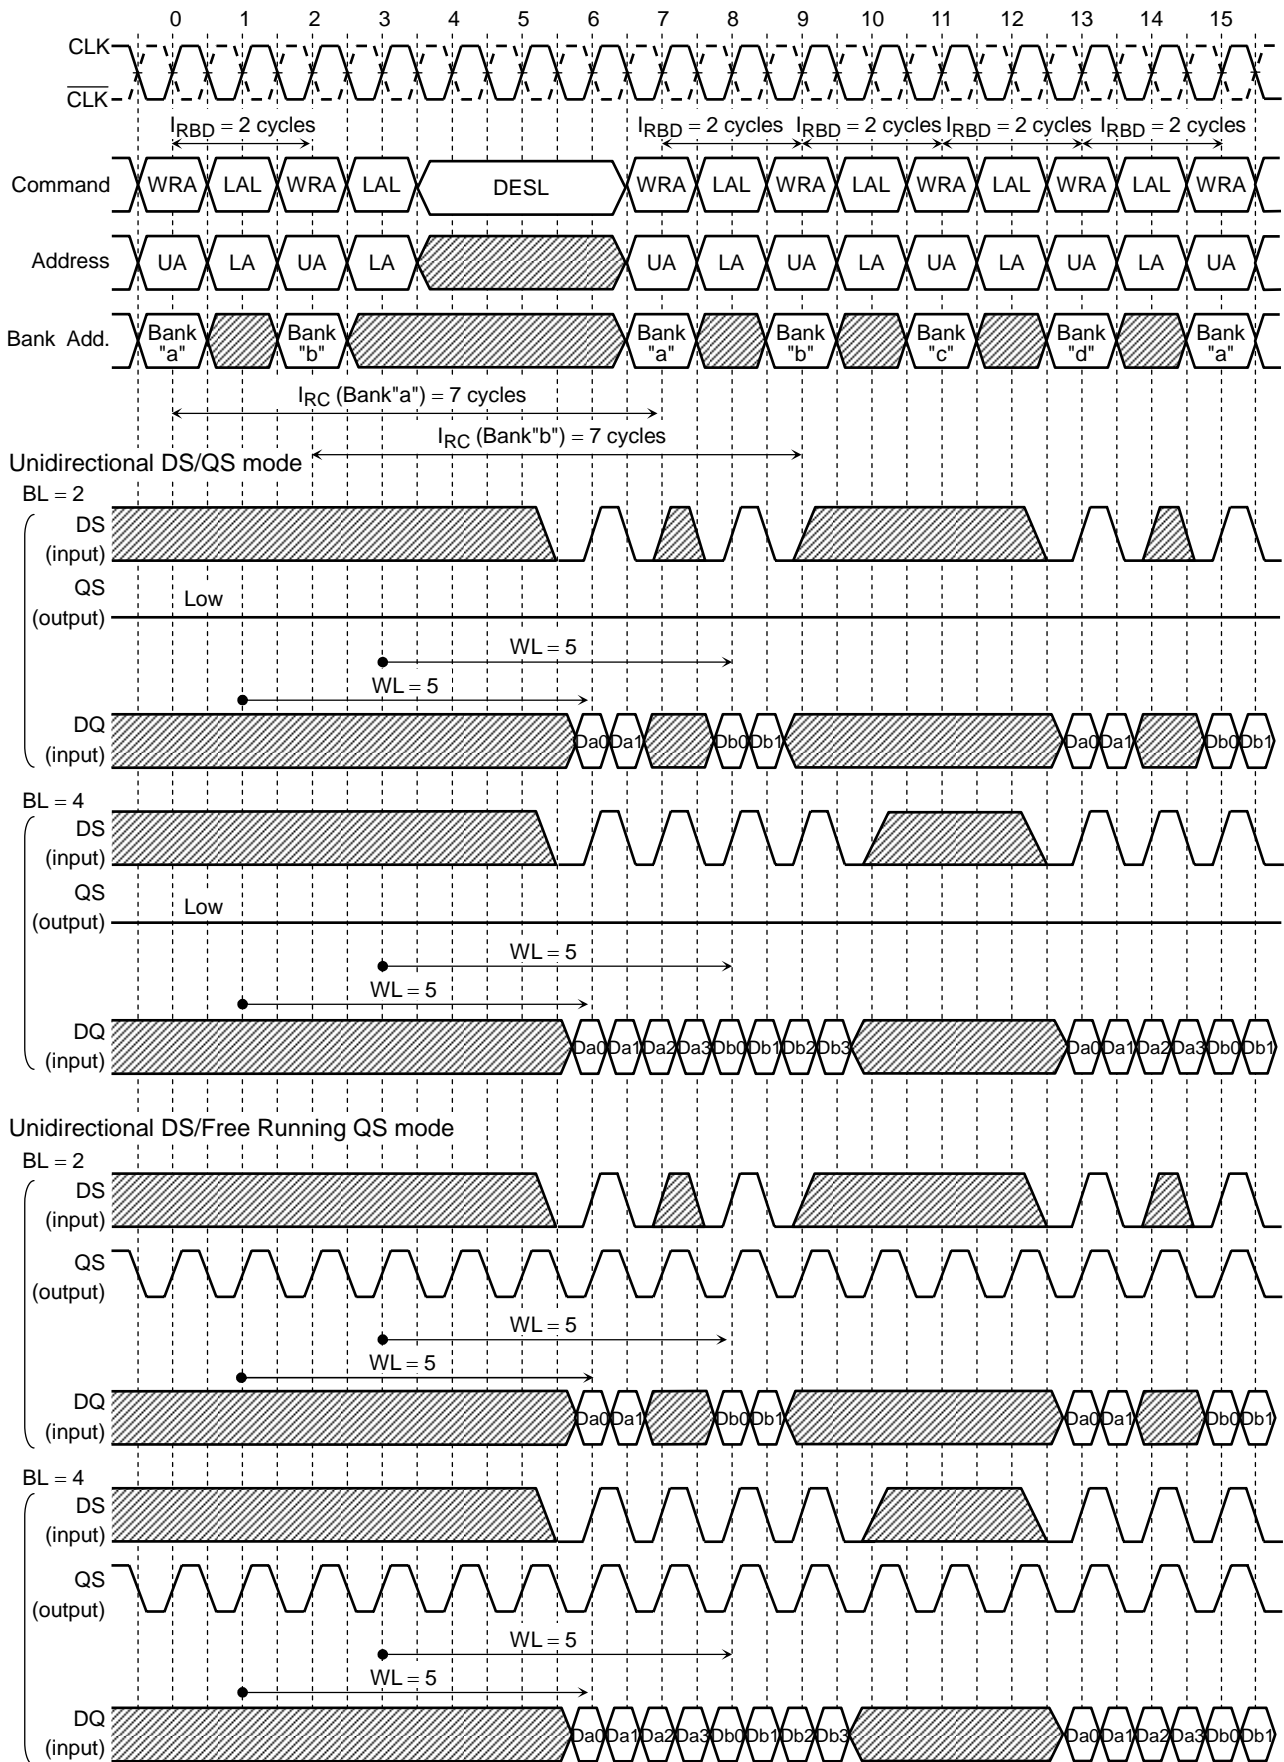 0 1 2 3 4 5 6 7 8 9 10 11 12 13 14 15
CLK
CLK
IRBD = 2 cycles IRBD = 2 cycles IRBD = 2 cycles IRBD = 2 cycles IRBD = 2 cycles
Command WRA LAL WRA LAL DESL WRA LAL WRA LAL WRA LAL WRA LAL WRA
Address UA LA UA LA UA LA UA LA UA LA UA LA UA
Bank Add. Bank "a" Bank "b" Bank "a" Bank "b" Bank "c" Bank "d" Bank "a"
IRC (Bank"a") = 7 cycles
IRC (Bank"b") = 7 cycles
Unidirectional DS/QS mode
BL = 2
DS
(input)
QS
(output)
Low
WL = 5
WL = 5
DQ
(input)
Da0 Da1 Db0 Db1 Da0 Da1 Db0 Db1
BL = 4
DS
(input)
QS
(output)
Low
WL = 5
WL = 5
DQ
(input)
Da0 Da1 Da2 Da3 Db0 Db1 Db2 Db3 Da0 Da1 Da2 Da3 Db0 Db1
Unidirectional DS/Free Running QS mode
BL = 2
DS
(input)
QS
(output)
WL = 5
WL = 5
DQ
(input)
Da0 Da1 Db0 Db1 Da0 Da1 Db0 Db1
BL = 4
DS
(input)
QS
(output)
WL = 5
WL = 5
DQ
(input)
Da0 Da1 Da2 Da3 Db0 Db1 Db2 Db3 Da0 Da1 Da2 Da3 Db0 Db1